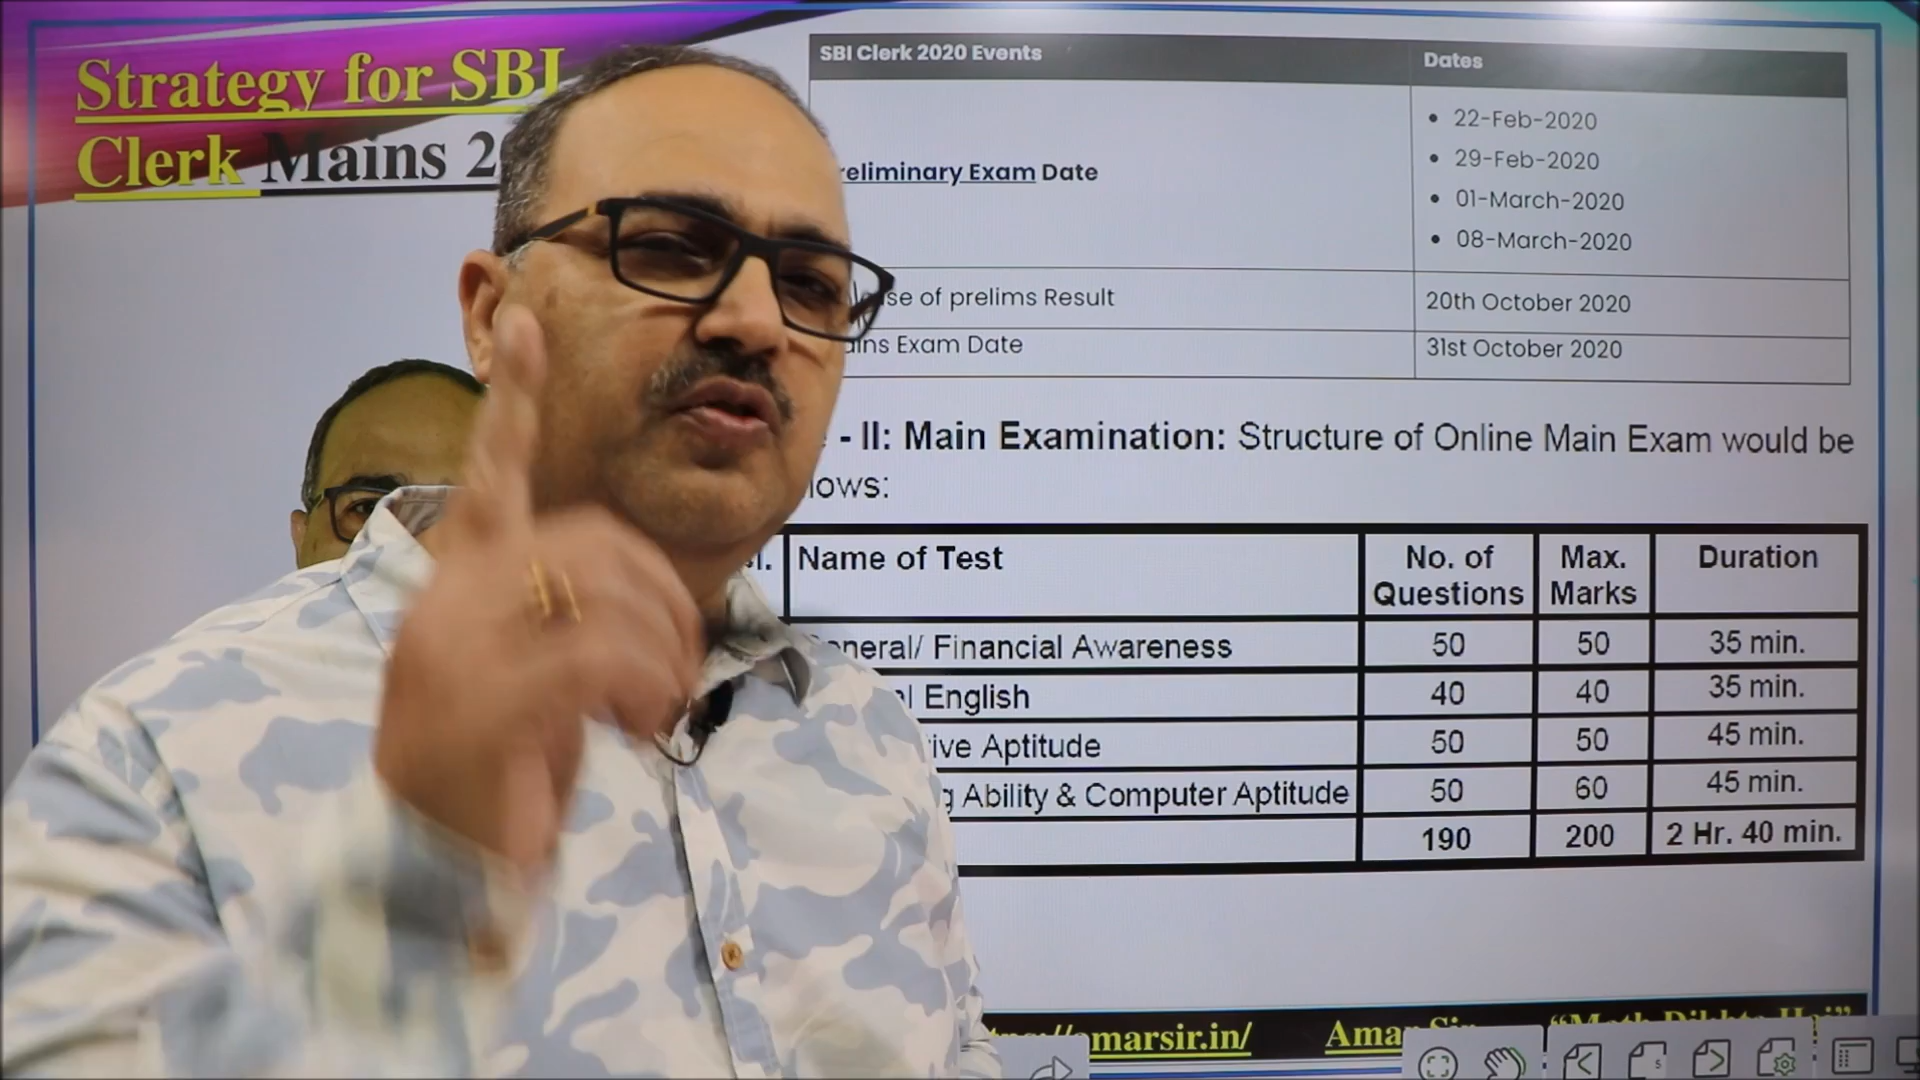 Strategy for SBI
Clerk Mains
SBI Clerk 2020 Events
Dates
eliminary Exam Date
22-Feb-2020
29-Feb-2020
01-March-2020
08-March-2020
se of prelims Result
20th October 2020
ins Exam Date
31st October 2020
- II: Main Examination: Structure of Online Main Exam would be
lows:
Name of Test
No. of Questions
Max. Marks
Duration
neral/ Financial Awareness
50
50
35 min.
l English
40
40
35 min.
ive Aptitude
50
50
45 min.
g Ability & Computer Aptitude
50
60
45 min.
190
200
2 Hr. 40 min.
marsir.in/